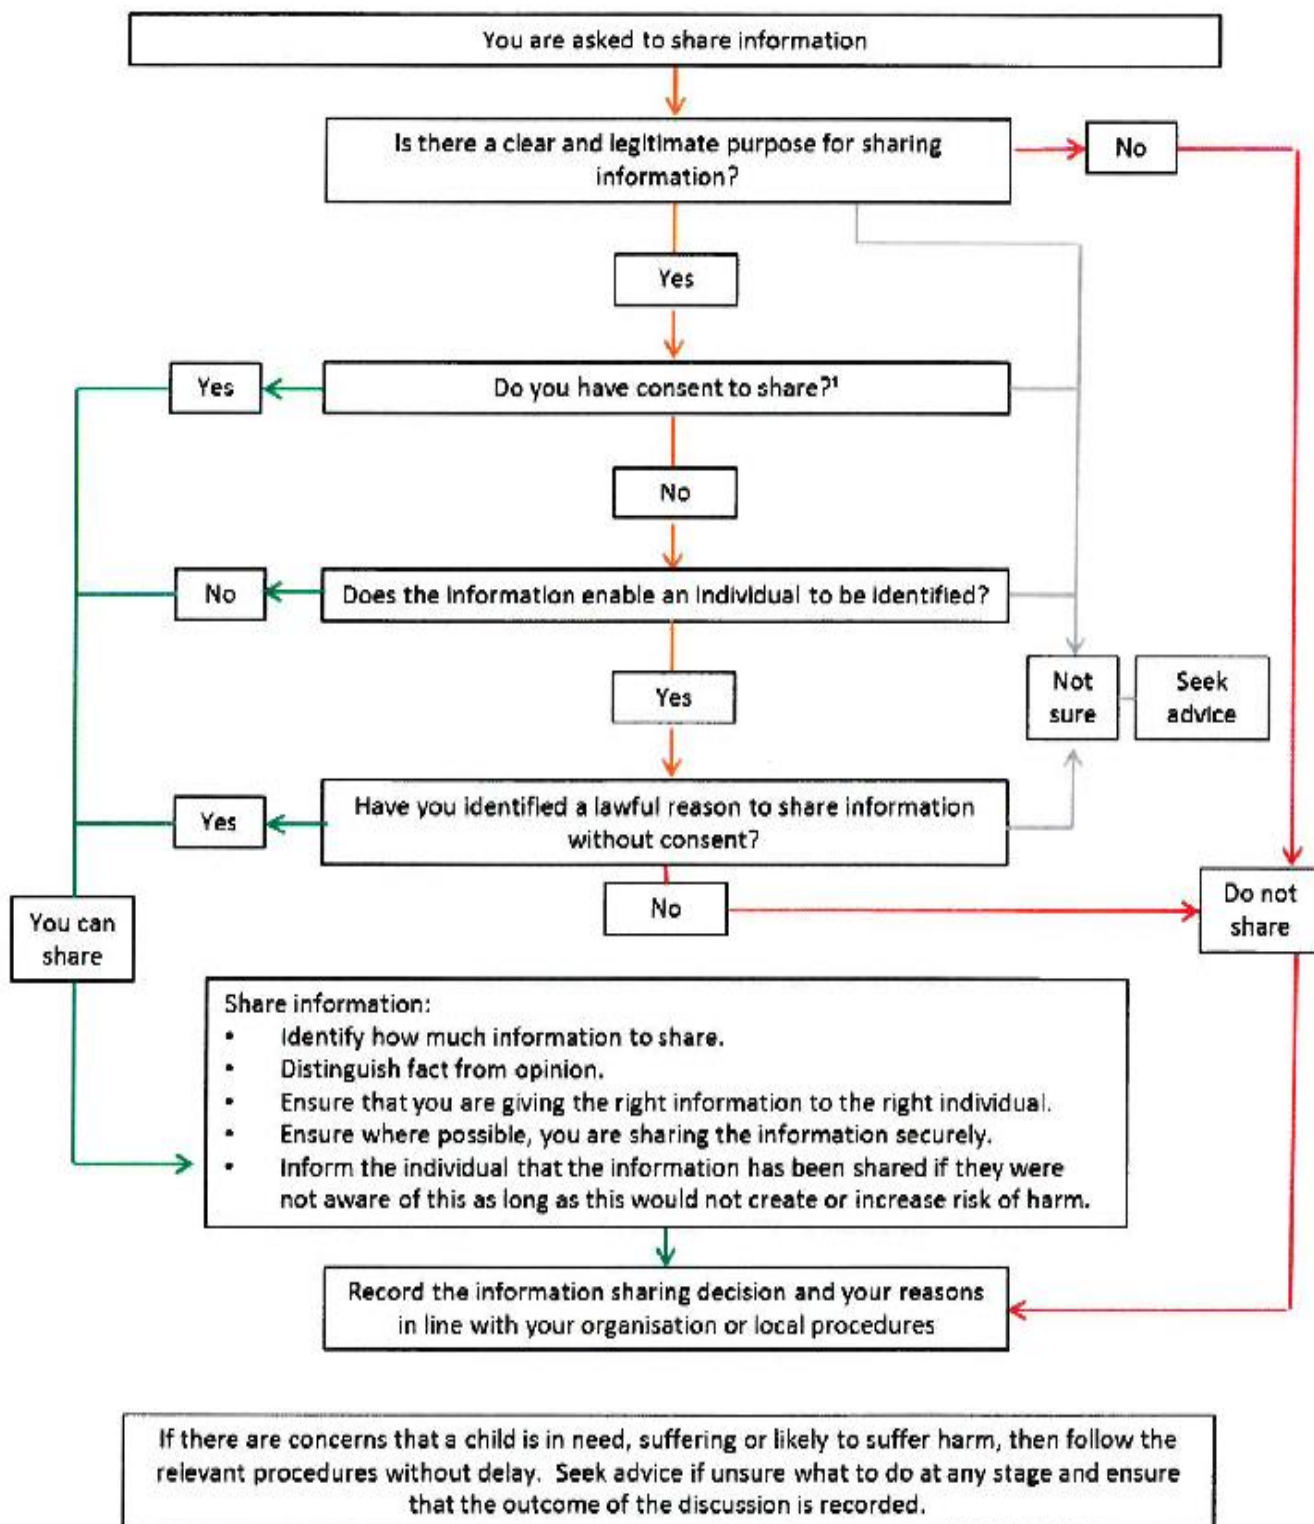 You are asked to share information
Is there a clear and legitimate purpose for sharing
information?
No
Yes
Yes
Do you have consent to share?¹
No
No
Does the information enable an individual to be identified?
Yes
Not
sure
Seek
advice
Yes
Have you identified a lawful reason to share information
without consent?
No
Do not
share
You can
share
Share information:
• Identify how much information to share.
• Distinguish fact from opinion.
• Ensure that you are giving the right information to the right individual.
• Ensure where possible, you are sharing the information securely.
• Inform the individual that the information has been shared if they were
not aware of this as long as this would not create or increase risk of harm.
Record the information sharing decision and your reasons
in line with your organisation or local procedures
If there are concerns that a child is in need, suffering or likely to suffer harm, then follow the
relevant procedures without delay. Seek advice if unsure what to do at any stage and ensure
that the outcome of the discussion is recorded.